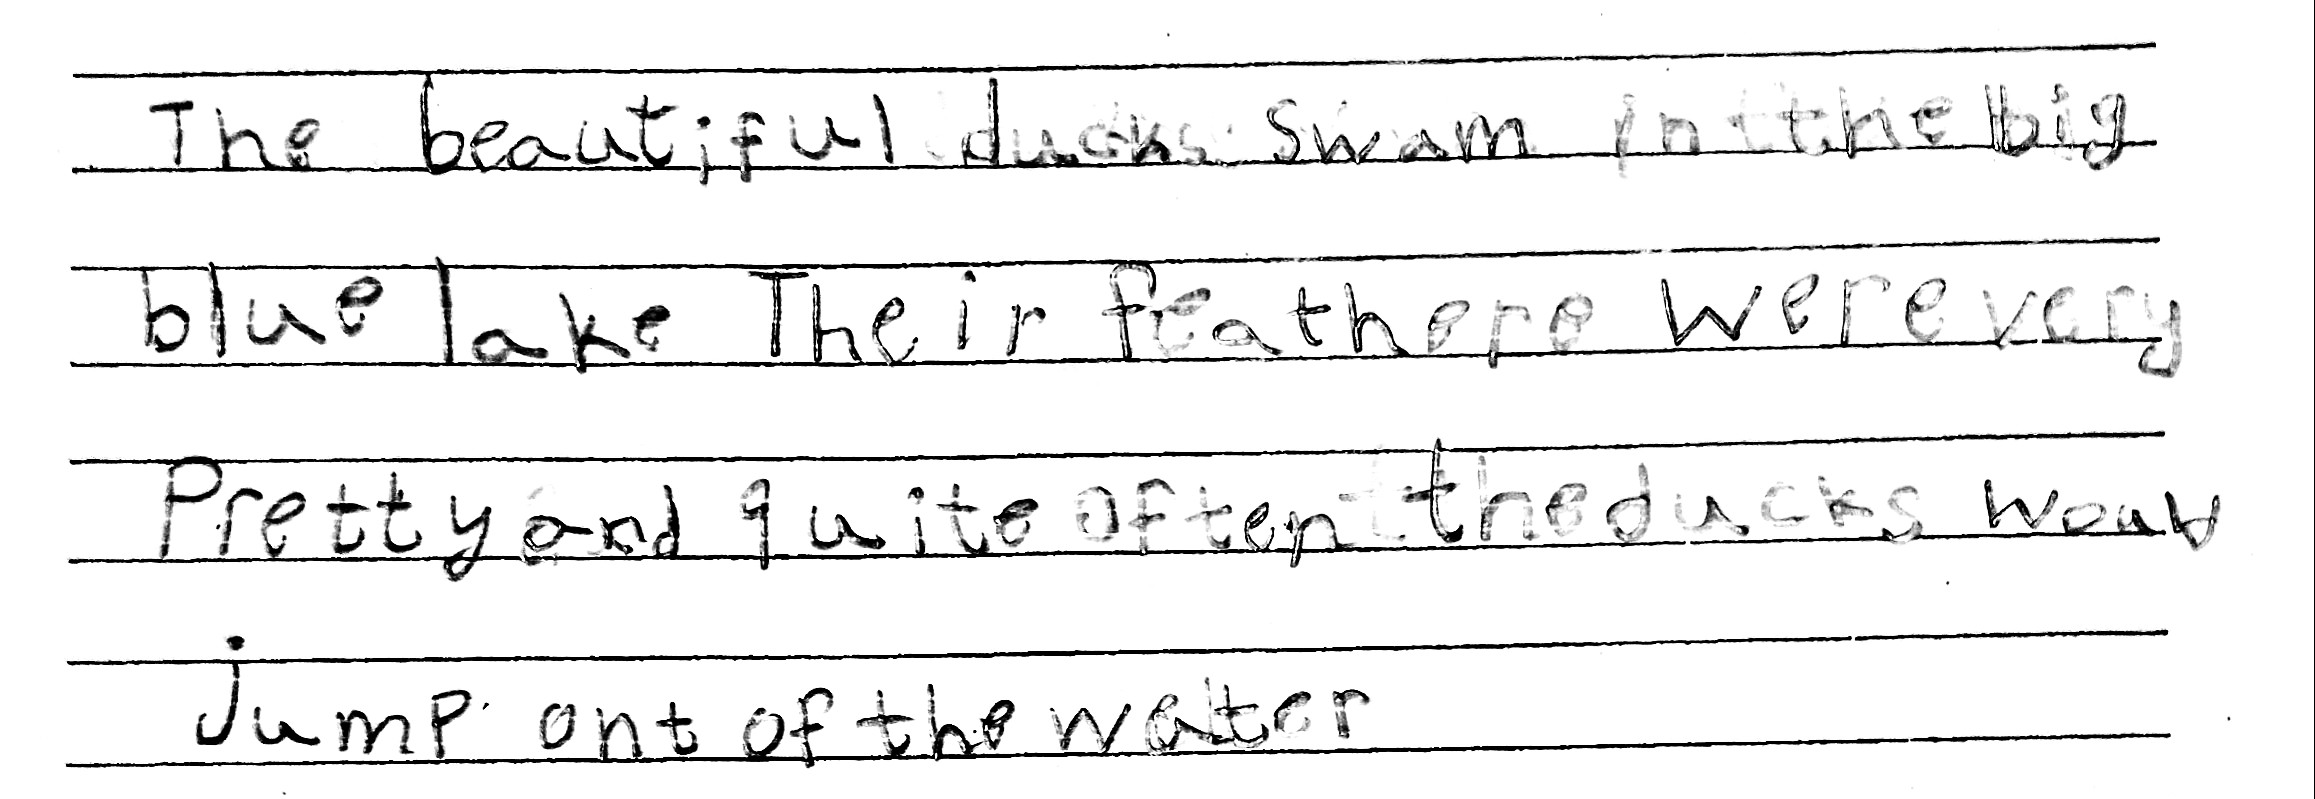 The beautiful ducks swam in the big
blue lake Their feathere were very
Pretty and quite often the ducks
jump ont of the water